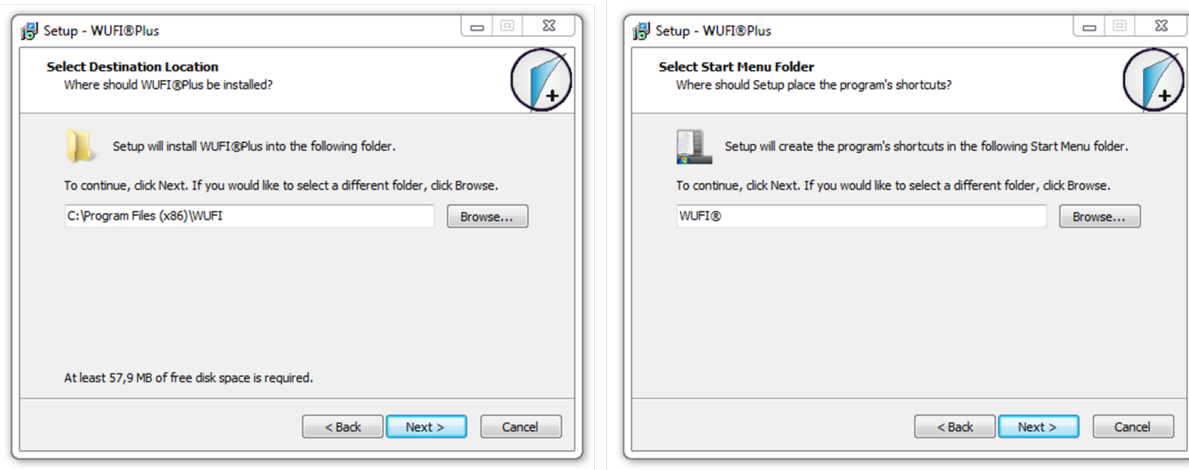 Setup - WUFI®Plus
Select Destination Location
Where should WUFI®Plus be installed?
Setup will install WUFI®Plus into the following folder.
To continue, click Next. If you would like to select a different folder, click Browse.
C:\Program Files (x86)\WUFI
Browse...
At least 57,9 MB of free disk space is required.
< Back
Next >
Cancel
Setup - WUFI®Plus
Select Start Menu Folder
Where should Setup place the program's shortcuts?
Setup will create the program's shortcuts in the following Start Menu folder.
To continue, click Next. If you would like to select a different folder, click Browse.
WUFI®
Browse...
< Back
Next >
Cancel